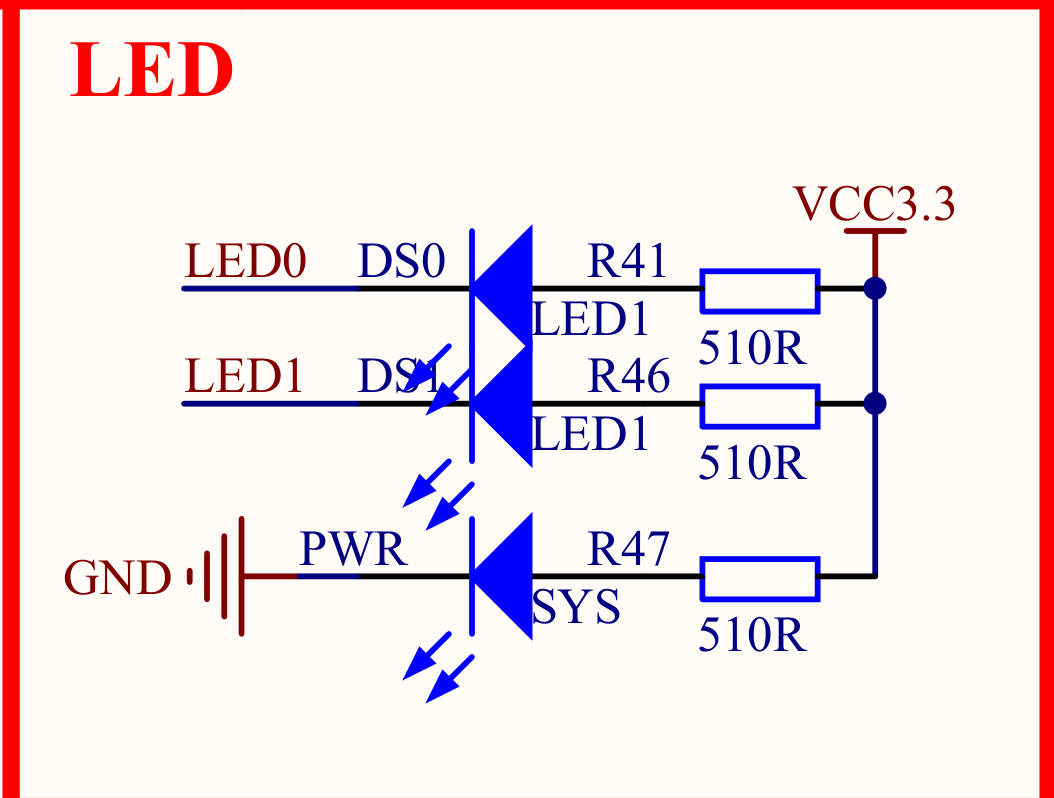 LED
VCC3.3
LED0 DS0 R41
LED1
510R
LED1 DS1 R46
LED1
510R
PWR R47
GND
SYS
510R